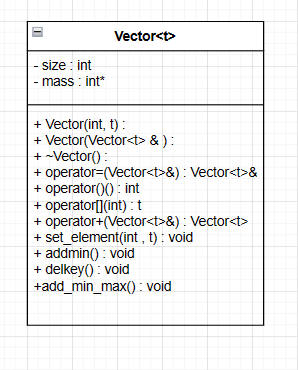 Vector<t>
- size : int
- mass : int*
+ Vector(int, t) :
+ Vector(Vector<t> & ) :
+ ~Vector() :
+ operator=(Vector<t>&) : Vector<t>&
+ operator()() : int
+ operator[](int) : t
+ operator+(Vector<t>&) : Vector<t>
+ set_element(int , t) : void
+ addmin() : void
+ delkey() : void
+add_min_max() : void